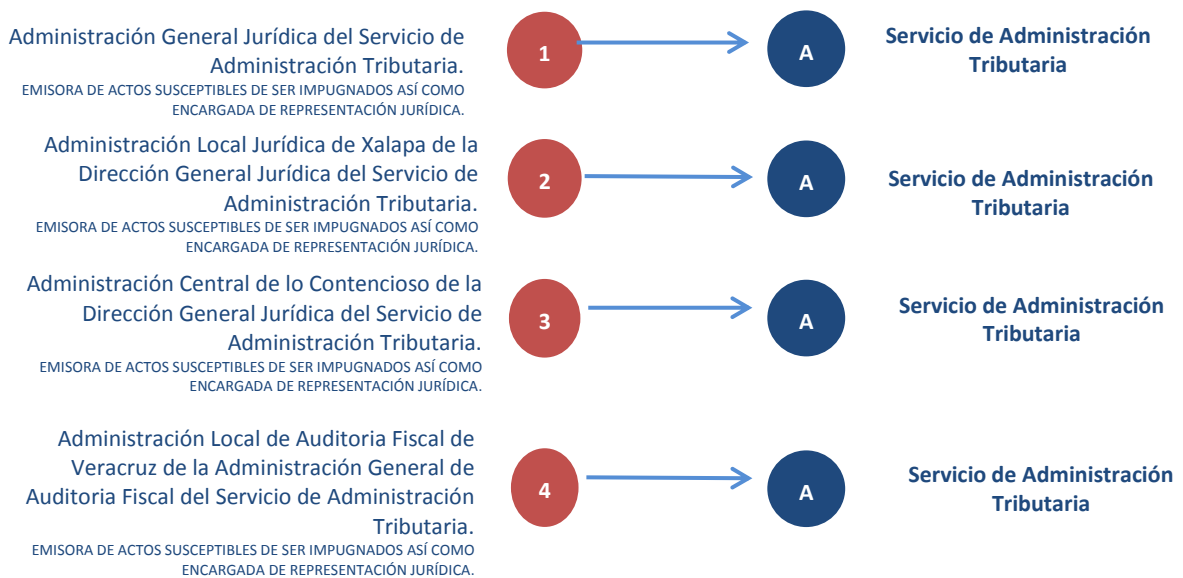 Administración General Jurídica del Servicio de
Administración Tributaria.
EMISORA DE ACTOS SUSCEPTIBLES DE SER IMPUGNADOS ASÍ COMO
ENCARGADA DE REPRESENTACIÓN JURÍDICA.
1
A
Servicio de Administración
Tributaria
Administración Local Jurídica de Xalapa de la
Dirección General Jurídica del Servicio de
Administración Tributaria.
EMISORA DE ACTOS SUSCEPTIBLES DE SER IMPUGNADOS ASÍ COMO
ENCARGADA DE REPRESENTACIÓN JURÍDICA.
2
A
Servicio de Administración
Tributaria
Administración Central de lo Contencioso de la
Dirección General Jurídica del Servicio de
Administración Tributaria.
EMISORA DE ACTOS SUSCEPTIBLES DE SER IMPUGNADOS ASÍ COMO
ENCARGADA DE REPRESENTACIÓN JURÍDICA.
3
A
Servicio de Administración
Tributaria
Administración Local de Auditoria Fiscal de
Veracruz de la Administración General de
Auditoria Fiscal del Servicio de Administración
Tributaria.
EMISORA DE ACTOS SUSCEPTIBLES DE SER IMPUGNADOS ASÍ COMO
ENCARGADA DE REPRESENTACIÓN JURÍDICA.
4
A
Servicio de Administración
Tributaria